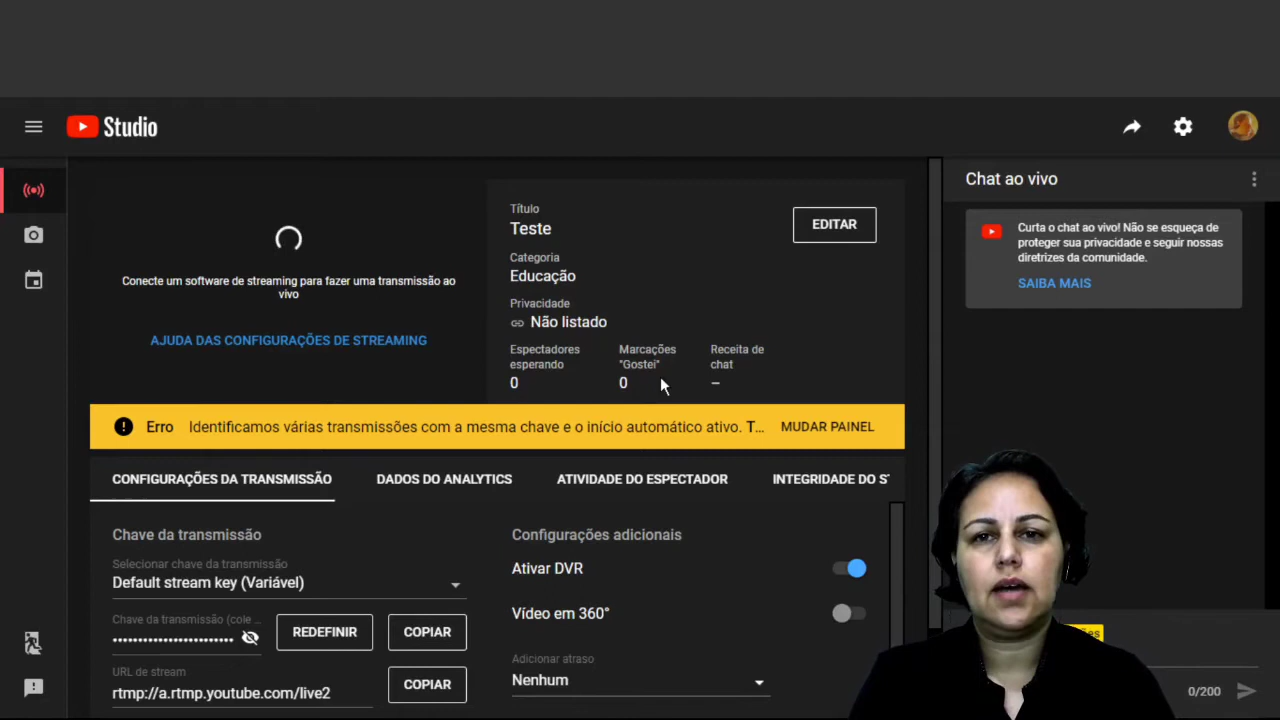 Studio
Conecte um software de streaming para fazer uma transmissão ao
vivo
AJUDA DAS CONFIGURAÇÕES DE STREAMING
Título
Teste
EDITAR
Categoria
Educação
Privacidade
Não listado
Espectadores
esperando
0
Marcações
"Gostei"
0
Receita de
chat
–
Erro Identificamos várias transmissões com a mesma chave e o início automático ativo. T... MUDAR PAINEL
CONFIGURAÇÕES DA TRANSMISSÃO DADOS DO ANALYTICS ATIVIDADE DO ESPECTADOR INTEGRIDADE DO S
Chave da transmissão
Selecionar chave da transmissão
Default stream key (Variável)
Chave da transmissão (cole ...
••••••••••••••••••••••••
REDEFINIR
COPIAR
URL de stream
rtmp://a.rtmp.youtube.com/live2
COPIAR
Configurações adicionais
Ativar DVR
Vídeo em 360°
Adicionar atraso
Nenhum
Chat ao vivo
Curta o chat ao vivo! Não se esqueça de
proteger sua privacidade e seguir nossas
diretrizes da comunidade.
SAIBA MAIS
0/200